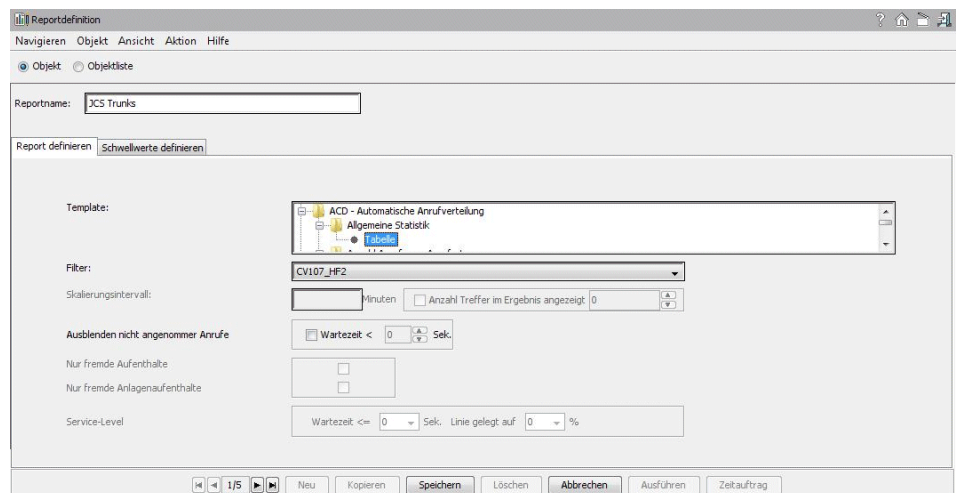 Reportdefinition
Navigieren Objekt Ansicht Aktion Hilfe
Objekt Objektliste
Reportname: JCS Trunks
Report definieren Schwellwerte definieren
Template:
ACD - Automatische Anrufverteilung
Allgemeine Statistik
Tabelle
Filter: CV107_HF2
Skalierungsintervall: Minuten Anzahl Treffer im Ergebnis angezeigt 0
Ausblenden nicht angenommer Anrufe Wartezeit < 0 Sek.
Nur fremde Aufenthalte
Nur fremde Anlagenaufenthalte
Service-Level Wartezeit <= 0 Sek. Linie gelegt auf 0 %
1/5 Neu Kopieren Speichern Löschen Abbrechen Ausführen Zeitauftrag